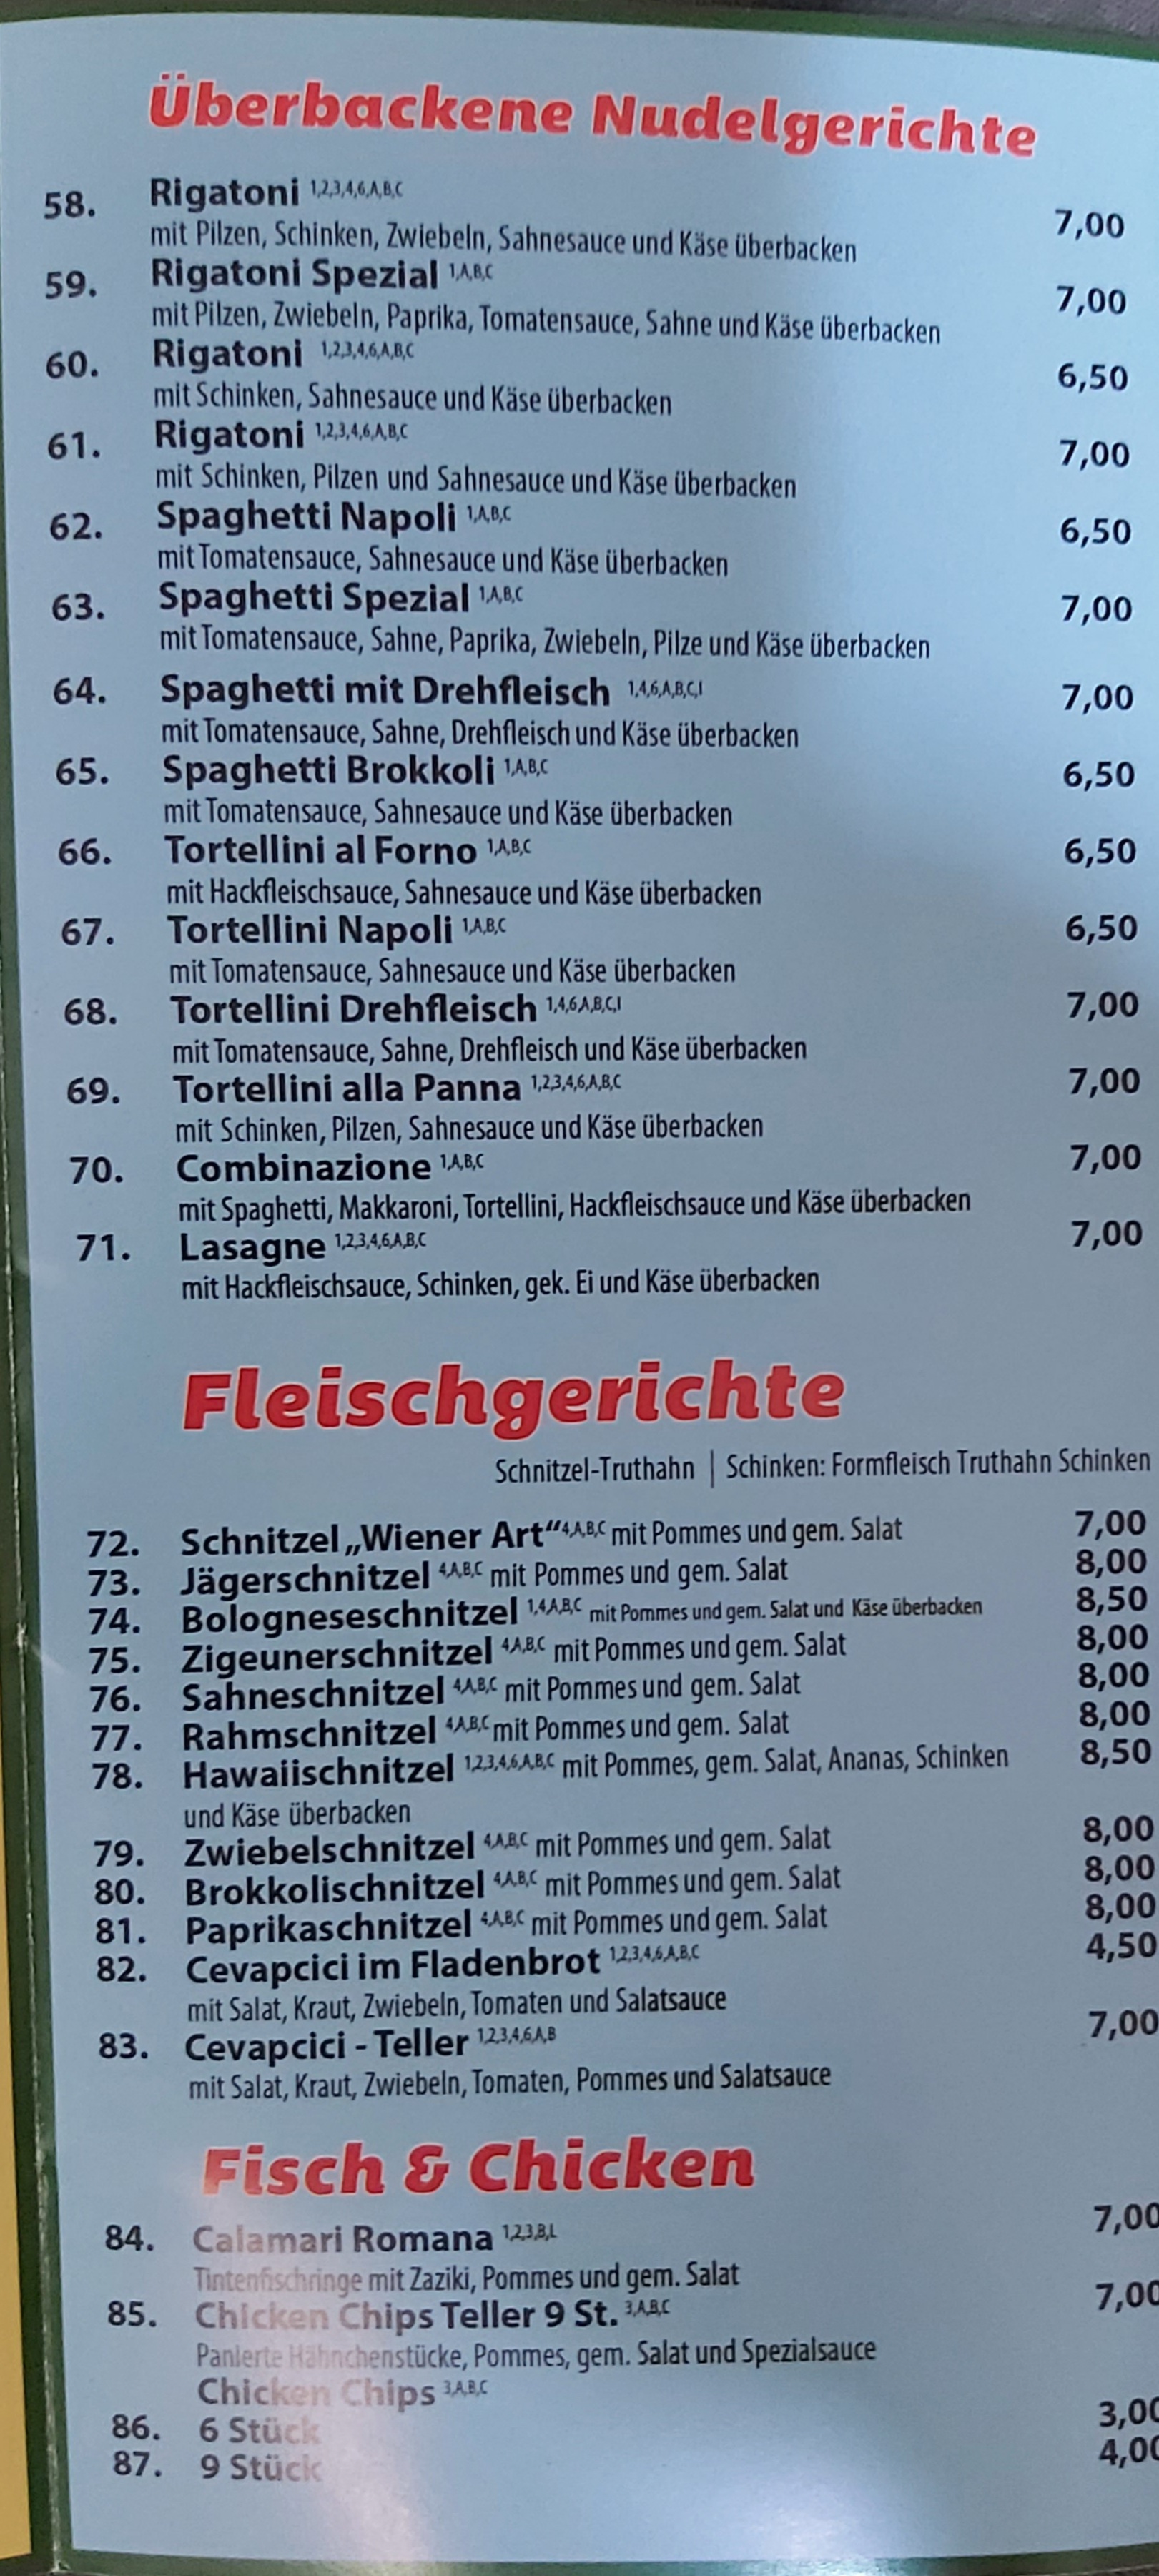 Überbackene Nudelgerichte
58. Rigatoni 1,2,3,4,6,A,B,C 7,00
mit Pilzen, Schinken, Zwiebeln, Sahnesauce und Käse überbacken
59. Rigatoni Spezial 1,A,B,C 7,00
mit Pilzen, Zwiebeln, Paprika, Tomatensauce, Sahne und Käse überbacken
60. Rigatoni 1,2,3,4,6,A,B,C 6,50
mit Schinken, Sahnesauce und Käse überbacken
61. Rigatoni 1,2,3,4,6,A,B,C 7,00
mit Schinken, Pilzen und Sahnesauce und Käse überbacken
62. Spaghetti Napoli 1,A,B,C 6,50
mit Tomatensauce, Sahnesauce und Käse überbacken
63. Spaghetti Spezial 1,A,B,C 7,00
mit Tomatensauce, Sahne, Paprika, Zwiebeln, Pilze und Käse überbacken
64. Spaghetti mit Drehfleisch 1,4,6,A,B,C,I 7,00
mit Tomatensauce, Sahne, Drehfleisch und Käse überbacken
65. Spaghetti Brokkoli 1,A,B,C 6,50
mit Tomatensauce, Sahnesauce und Käse überbacken
66. Tortellini al Forno 1,A,B,C 6,50
mit Hackfleischsauce, Sahnesauce und Käse überbacken
67. Tortellini Napoli 1,A,B,C 6,50
mit Tomatensauce, Sahnesauce und Käse überbacken
68. Tortellini Drehfleisch 1,4,6,A,B,C,I 7,00
mit Tomatensauce, Sahne, Drehfleisch und Käse überbacken
69. Tortellini alla Panna 1,2,3,4,6,A,B,C 7,00
mit Schinken, Pilzen, Sahnesauce und Käse überbacken
70. Combinazione 1,A,B,C 7,00
mit Spaghetti, Makkaroni, Tortellini, Hackfleischsauce und Käse überbacken
71. Lasagne 1,2,3,4,6,A,B,C 7,00
mit Hackfleischsauce, Schinken, gek. Ei und Käse überbacken
Fleischgerichte
Schnitzel-Truthahn | Schinken: Formfleisch Truthahn Schinken
72. Schnitzel „Wiener Art“ 4,A,B,C mit Pommes und gem. Salat 7,00
73. Jägerschnitzel 4,A,B,C mit Pommes und gem. Salat 8,00
74. Bologneseschnitzel 1,4,A,B,C mit Pommes und gem. Salat und Käse überbacken 8,50
75. Zigeunerschnitzel 4,A,B,C mit Pommes und gem. Salat 8,00
76. Sahneschnitzel 4,A,B,C mit Pommes und gem. Salat 8,00
77. Rahmschnitzel 4,A,B,C mit Pommes und gem. Salat 8,00
78. Hawaiischnitzel 1,2,3,4,6,A,B,C mit Pommes, gem. Salat, Ananas, Schinken 8,50
und Käse überbacken
79. Zwiebelschnitzel 4,A,B,C mit Pommes und gem. Salat 8,00
80. Brokkolischnitzel 4,A,B,C mit Pommes und gem. Salat 8,00
81. Paprikaschnitzel 4,A,B,C mit Pommes und gem. Salat 8,00
82. Cevapcici im Fladenbrot 1,2,3,4,6,A,B,C 4,50
mit Salat, Kraut, Zwiebeln, Tomaten und Salatsauce
83. Cevapcici - Teller 1,2,3,4,6,A,B 7,00
mit Salat, Kraut, Zwiebeln, Tomaten, Pommes und Salatsauce
Fisch & Chicken
84. Calamari Romana 1,2,3,B,L 7,00
Tintenfischringe mit Zaziki, Pommes und gem. Salat
85. Chicken Chips Teller 9 St. 3,A,B,C 7,00
Panierte Hähnchenstücke, Pommes, gem. Salat und Spezialsauce
Chicken Chips 3,A,B,C
86. 6 Stück 3,00
87. 9 Stück 4,00